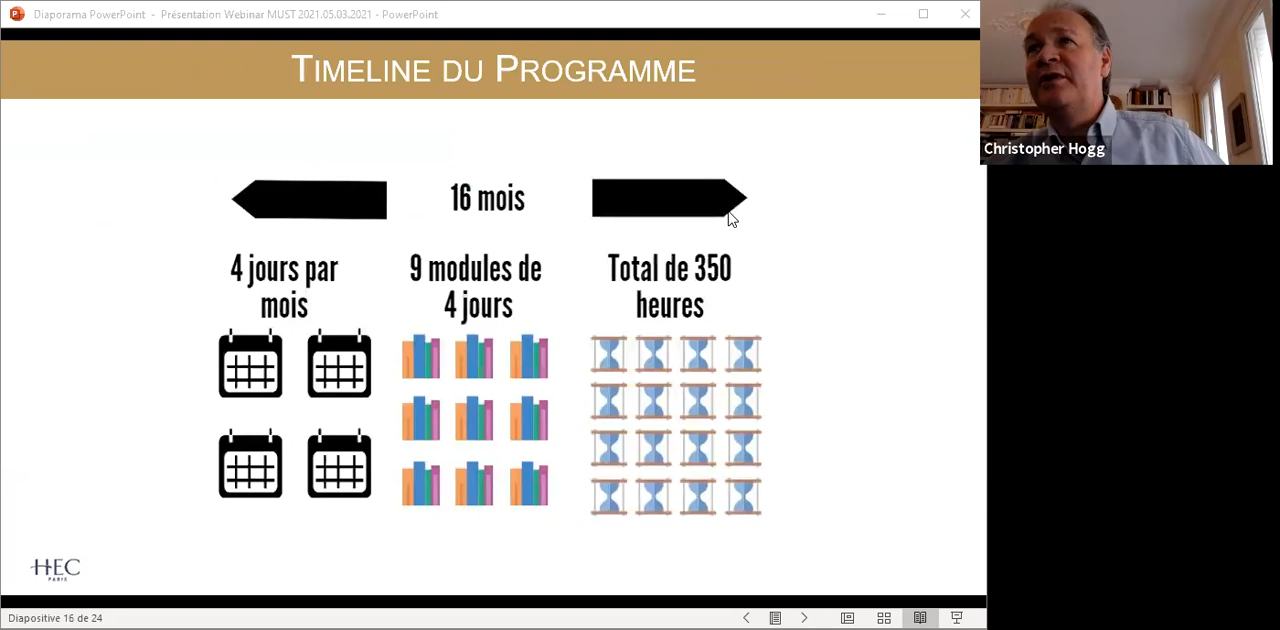 Diaporama PowerPoint - Présentation Webinar MUST 2021.05.03.2021 - PowerPoint
TIMELINE DU PROGRAMME
Christopher Hogg
16 mois
4 jours par
mois
9 modules de
4 jours
Total de 350
heures
HEC
PARIS
Diapositive 16 de 24